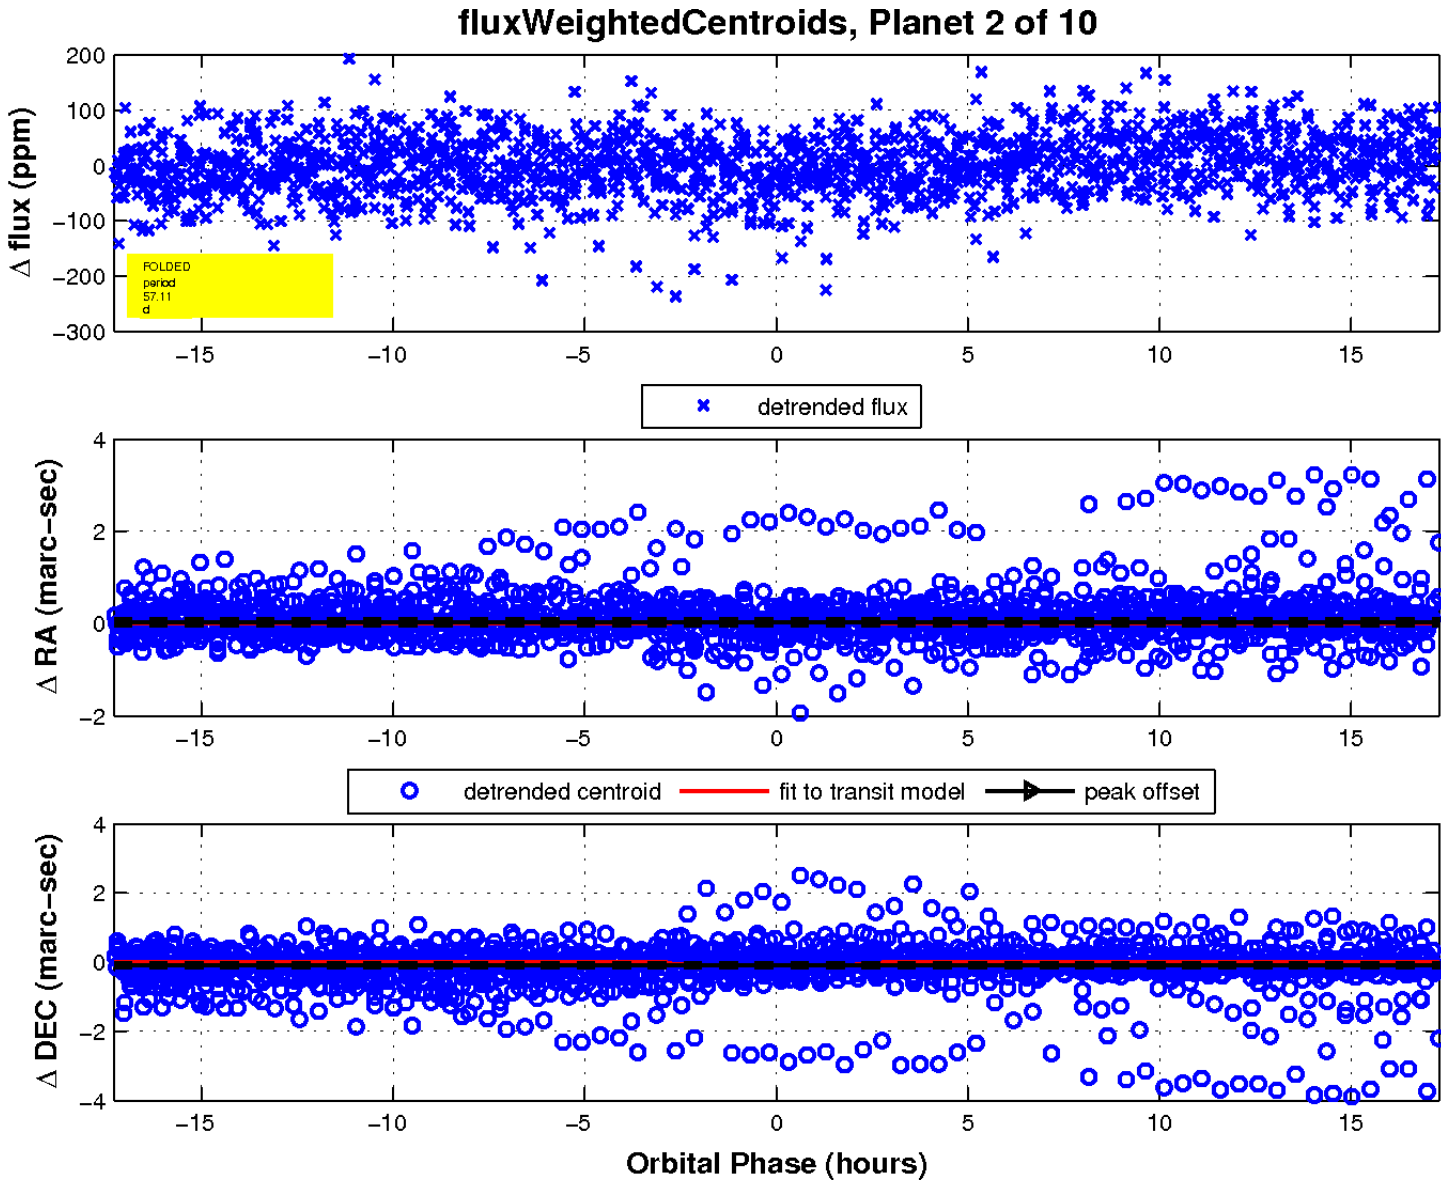 fluxWeightedCentroids, Planet 2 of 10
Δ flux (ppm)
200
100
0
−100
−200
−300
FOLDED
period
57.11
d
−15 −10 −5 0 5 10 15
detrended flux
Δ RA (marc−sec)
4
2
0
−2
−15 −10 −5 0 5 10 15
detrended centroid fit to transit model peak offset
Δ DEC (marc−sec)
4
2
0
−2
−4
−15 −10 −5 0 5 10 15
Orbital Phase (hours)